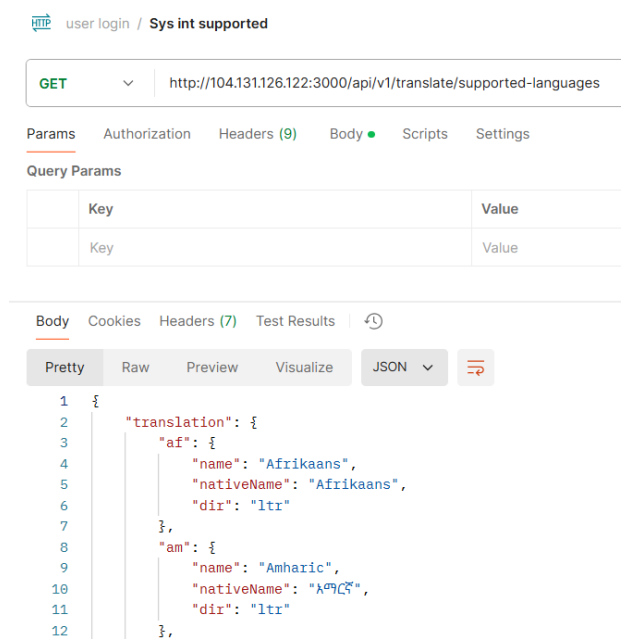 HTTP user login / Sys int supported
GET http://104.131.126.122:3000/api/v1/translate/supported-languages
Params Authorization Headers (9) Body Scripts Settings
Query Params
Key Value
Key Value
Body Cookies Headers (7) Test Results
Pretty Raw Preview Visualize JSON
1 {
2 "translation": {
3 "af": {
4 "name": "Afrikaans",
5 "nativeName": "Afrikaans",
6 "dir": "ltr"
7 },
8 "am": {
9 "name": "Amharic",
10 "nativeName": "አማርኛ",
11 "dir": "ltr"
12 },